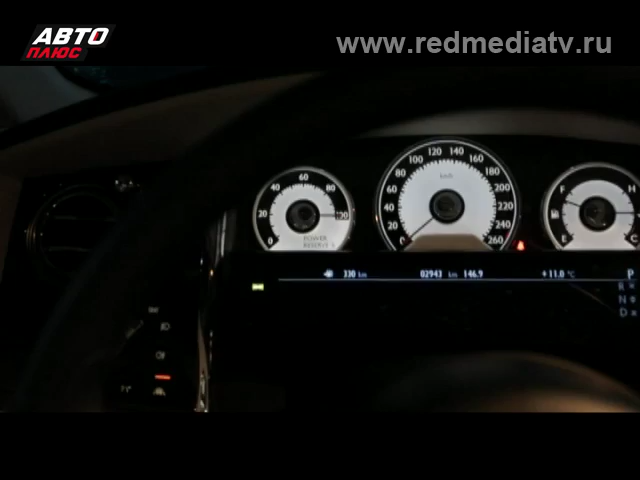 АВТО
ПЛЮС
www.redmediatv.ru
0 20 40 60 80 100
POWER
RESERVE %
0 20 40 60 80 100 120 140 160 180 200 220 240 260
km/h
F
E
H
C
330 km 02943 km 146.9 +11.0 °C P
R
N
D